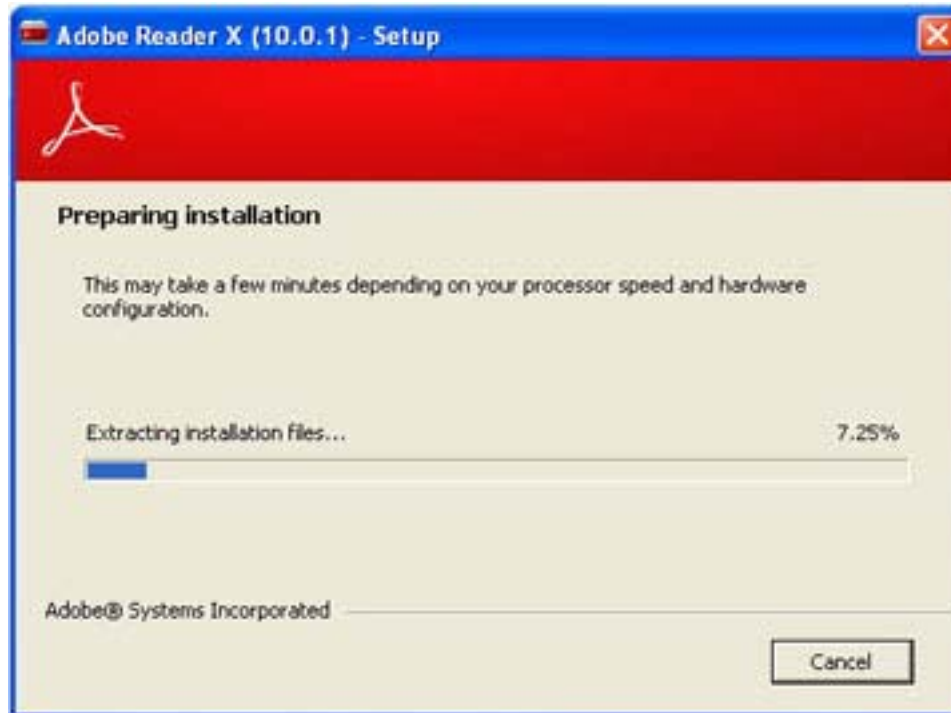 Adobe Reader X (10.0.1) - Setup
Preparing installation
This may take a few minutes depending on your processor speed and hardware
configuration.
Extracting installation files... 7.25%
Adobe® Systems Incorporated
Cancel